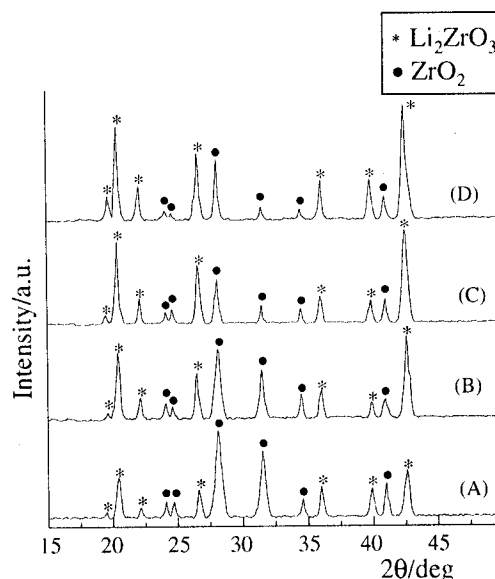 * Li₂ZrO₃
● ZrO₂
Intensity/a.u.
(D)
(C)
(B)
(A)
15 20 25 30 35 40 45
2θ/deg